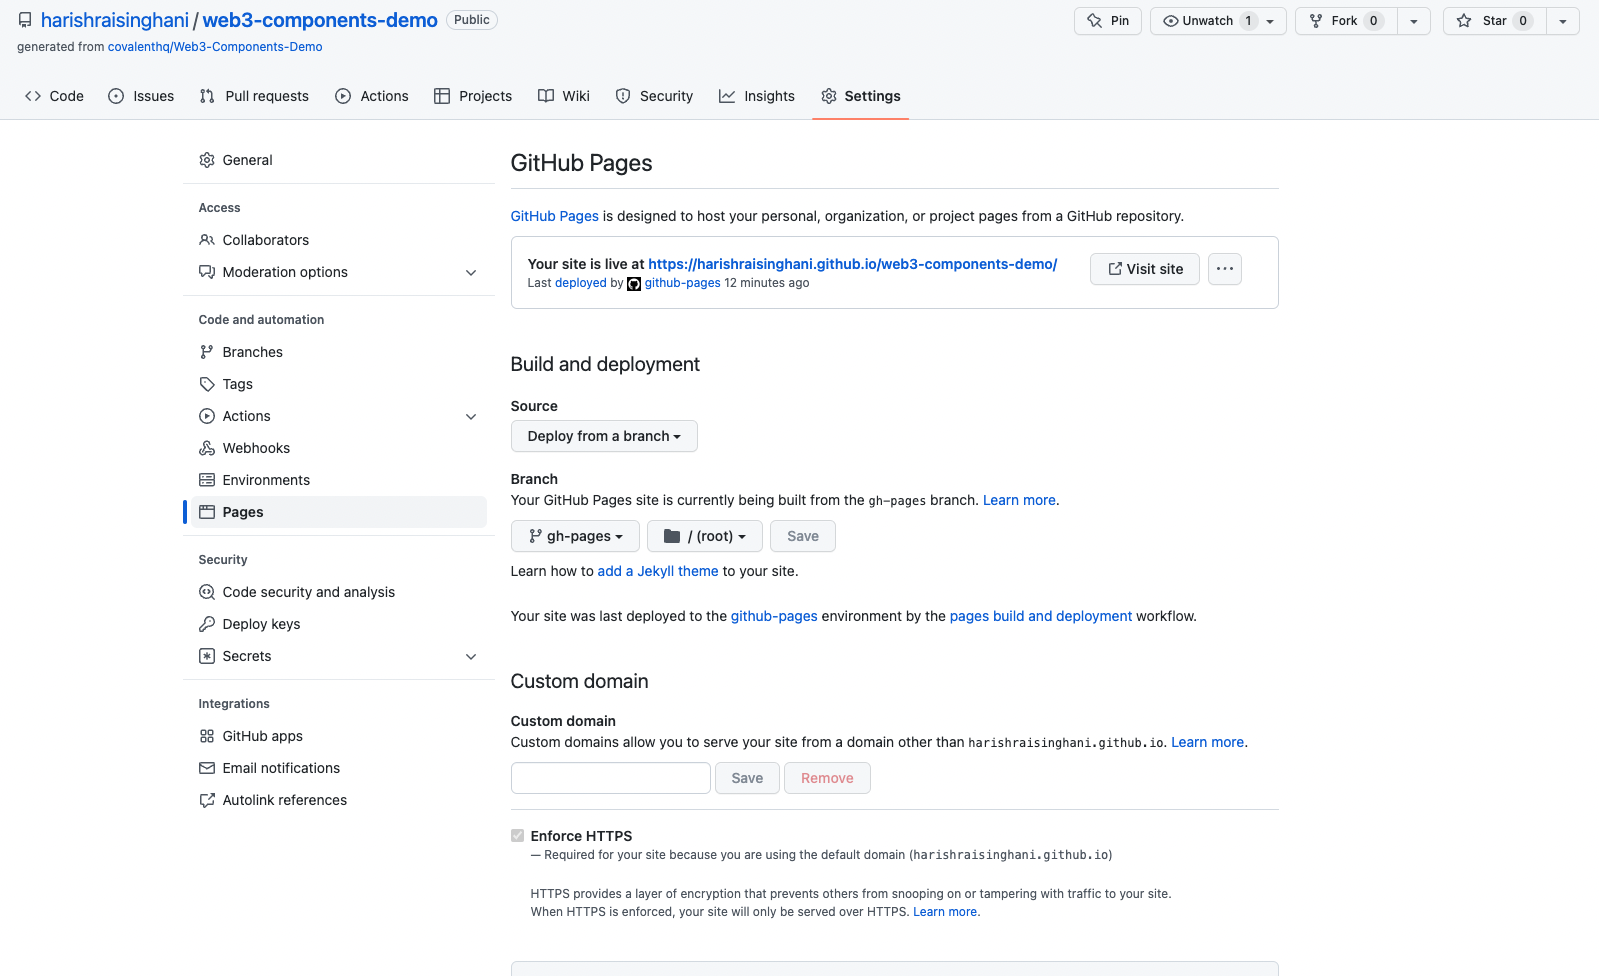 harishraisinghani / web3-components-demo Public
Pin Unwatch 1 Fork 0 Star 0
generated from covalenthq/Web3-Components-Demo
Code Issues Pull requests Actions Projects Wiki Security Insights Settings
General
Access
Collaborators
Moderation options
Code and automation
Branches
Tags
Actions
Webhooks
Environments
Pages
Security
Code security and analysis
Deploy keys
Secrets
Integrations
GitHub apps
Email notifications
Autolink references
GitHub Pages
GitHub Pages is designed to host your personal, organization, or project pages from a GitHub repository.
Your site is live at https://harishraisinghani.github.io/web3-components-demo/
Last deployed by github-pages 12 minutes ago
Visit site ···
Build and deployment
Source
Deploy from a branch
Branch
Your GitHub Pages site is currently being built from the gh-pages branch. Learn more.
gh-pages / (root) Save
Learn how to add a Jekyll theme to your site.
Your site was last deployed to the github-pages environment by the pages build and deployment workflow.
Custom domain
Custom domain
Custom domains allow you to serve your site from a domain other than harishraisinghani.github.io. Learn more.
Save Remove
Enforce HTTPS
— Required for your site because you are using the default domain (harishraisinghani.github.io)
HTTPS provides a layer of encryption that prevents others from snooping on or tampering with traffic to your site.
When HTTPS is enforced, your site will only be served over HTTPS. Learn more.